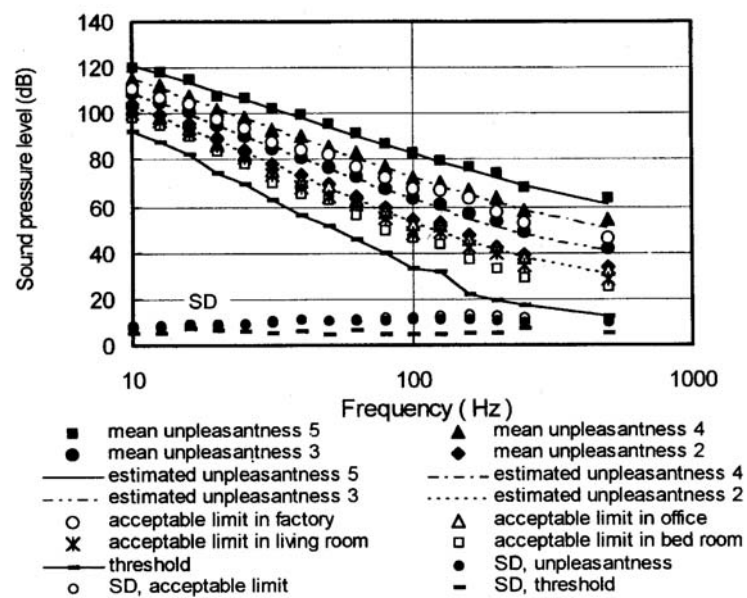 Sound pressure level (dB)
140
120
100
80
60
40
20
0
SD
10
100
1000
Frequency ( Hz)
mean unpleasantness 5
mean unpleasantness 4
mean unpleasantness 3
mean unpleasantness 2
estimated unpleasantness 5
estimated unpleasantness 4
estimated unpleasantness 3
estimated unpleasantness 2
acceptable limit in factory
acceptable limit in office
acceptable limit in living room
acceptable limit in bed room
threshold
SD, unpleasantness
SD, acceptable limit
SD, threshold